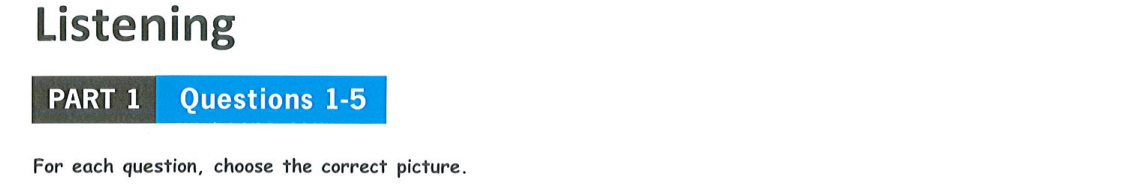 Listening
PART 1 Questions 1-5
For each question, choose the correct picture.